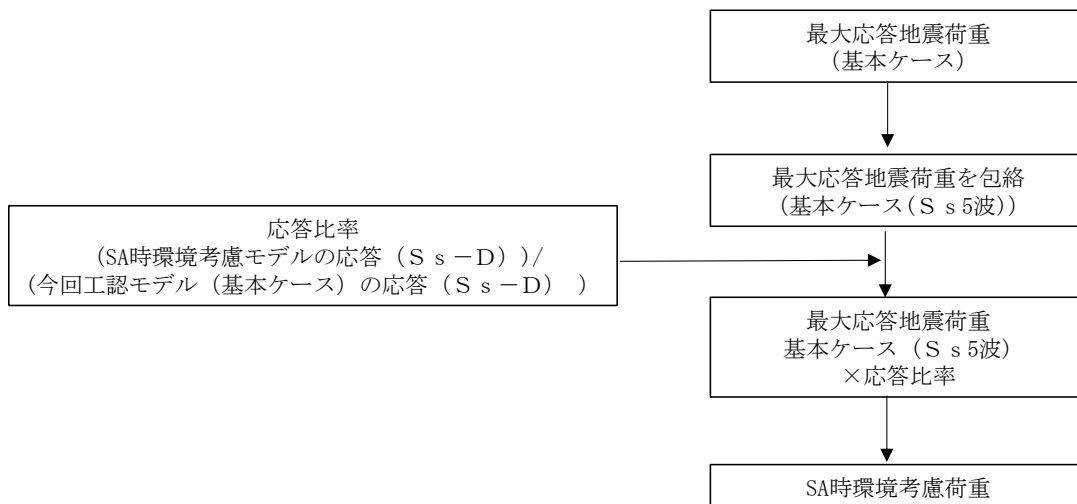 最大応答地震荷重
（基本ケース）
最大応答地震荷重を包絡
（基本ケース（Ｓｓ5波））
応答比率
(SA時環境考慮モデルの応答（Ｓｓ－Ｄ）)/
(今回工認モデル（基本ケース）の応答（Ｓｓ－Ｄ） )
最大応答地震荷重
基本ケース（Ｓｓ5波）
×応答比率
SA時環境考慮荷重